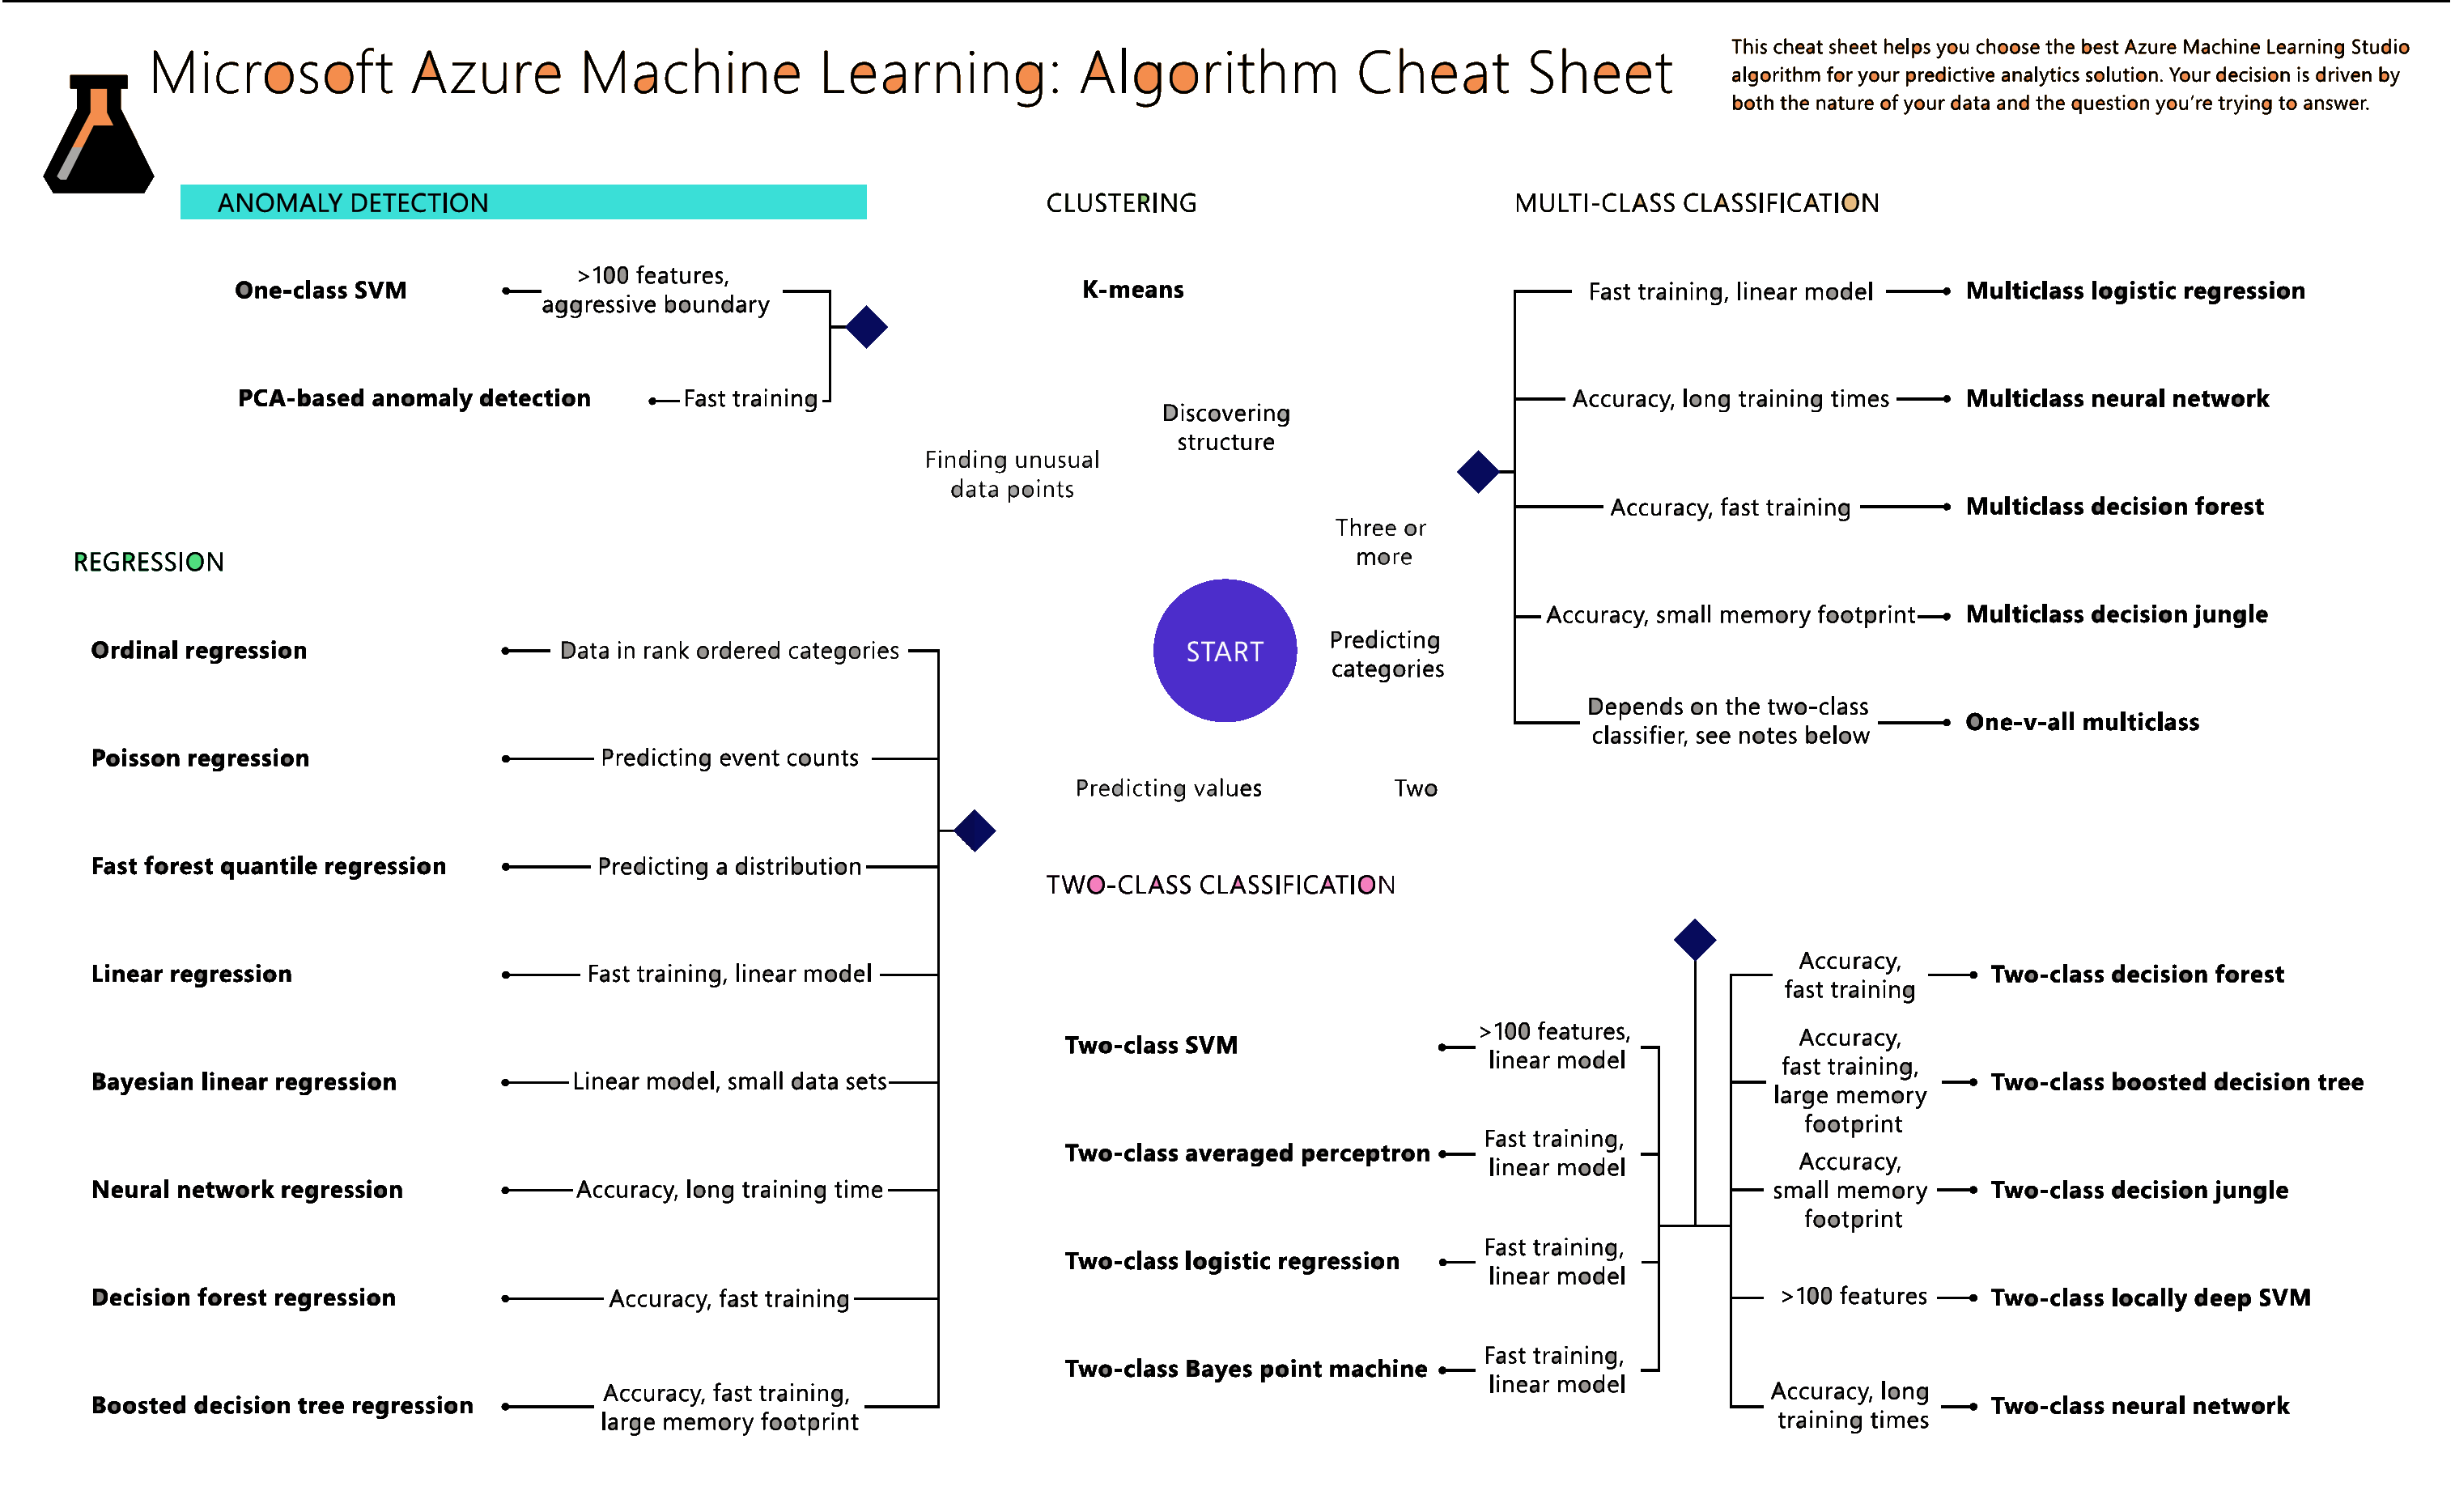 Microsoft Azure Machine Learning: Algorithm Cheat Sheet
This cheat sheet helps you choose the best Azure Machine Learning Studio
algorithm for your predictive analytics solution. Your decision is driven by
both the nature of your data and the question you're trying to answer.
ANOMALY DETECTION
One-class SVM
>100 features,
aggressive boundary
PCA-based anomaly detection
Fast training
CLUSTERING
K-means
Discovering
structure
Finding unusual
data points
Three or
more
START
Predicting
categories
Predicting values
Two
MULTI-CLASS CLASSIFICATION
Fast training, linear model
Multiclass logistic regression
Accuracy, long training times
Multiclass neural network
Accuracy, fast training
Multiclass decision forest
Accuracy, small memory footprint
Multiclass decision jungle
Depends on the two-class
classifier, see notes below
One-v-all multiclass
REGRESSION
Ordinal regression
Data in rank ordered categories
Poisson regression
Predicting event counts
Fast forest quantile regression
Predicting a distribution
Linear regression
Fast training, linear model
Bayesian linear regression
Linear model, small data sets
Neural network regression
Accuracy, long training time
Decision forest regression
Accuracy, fast training
Boosted decision tree regression
Accuracy, fast training,
large memory footprint
TWO-CLASS CLASSIFICATION
Two-class SVM
>100 features,
linear model
Two-class averaged perceptron
Fast training,
linear model
Two-class logistic regression
Fast training,
linear model
Two-class Bayes point machine
Fast training,
linear model
Accuracy,
fast training
Two-class decision forest
Accuracy,
fast training,
large memory
footprint
Two-class boosted decision tree
Accuracy,
small memory
footprint
Two-class decision jungle
>100 features
Two-class locally deep SVM
Accuracy, long
training times
Two-class neural network